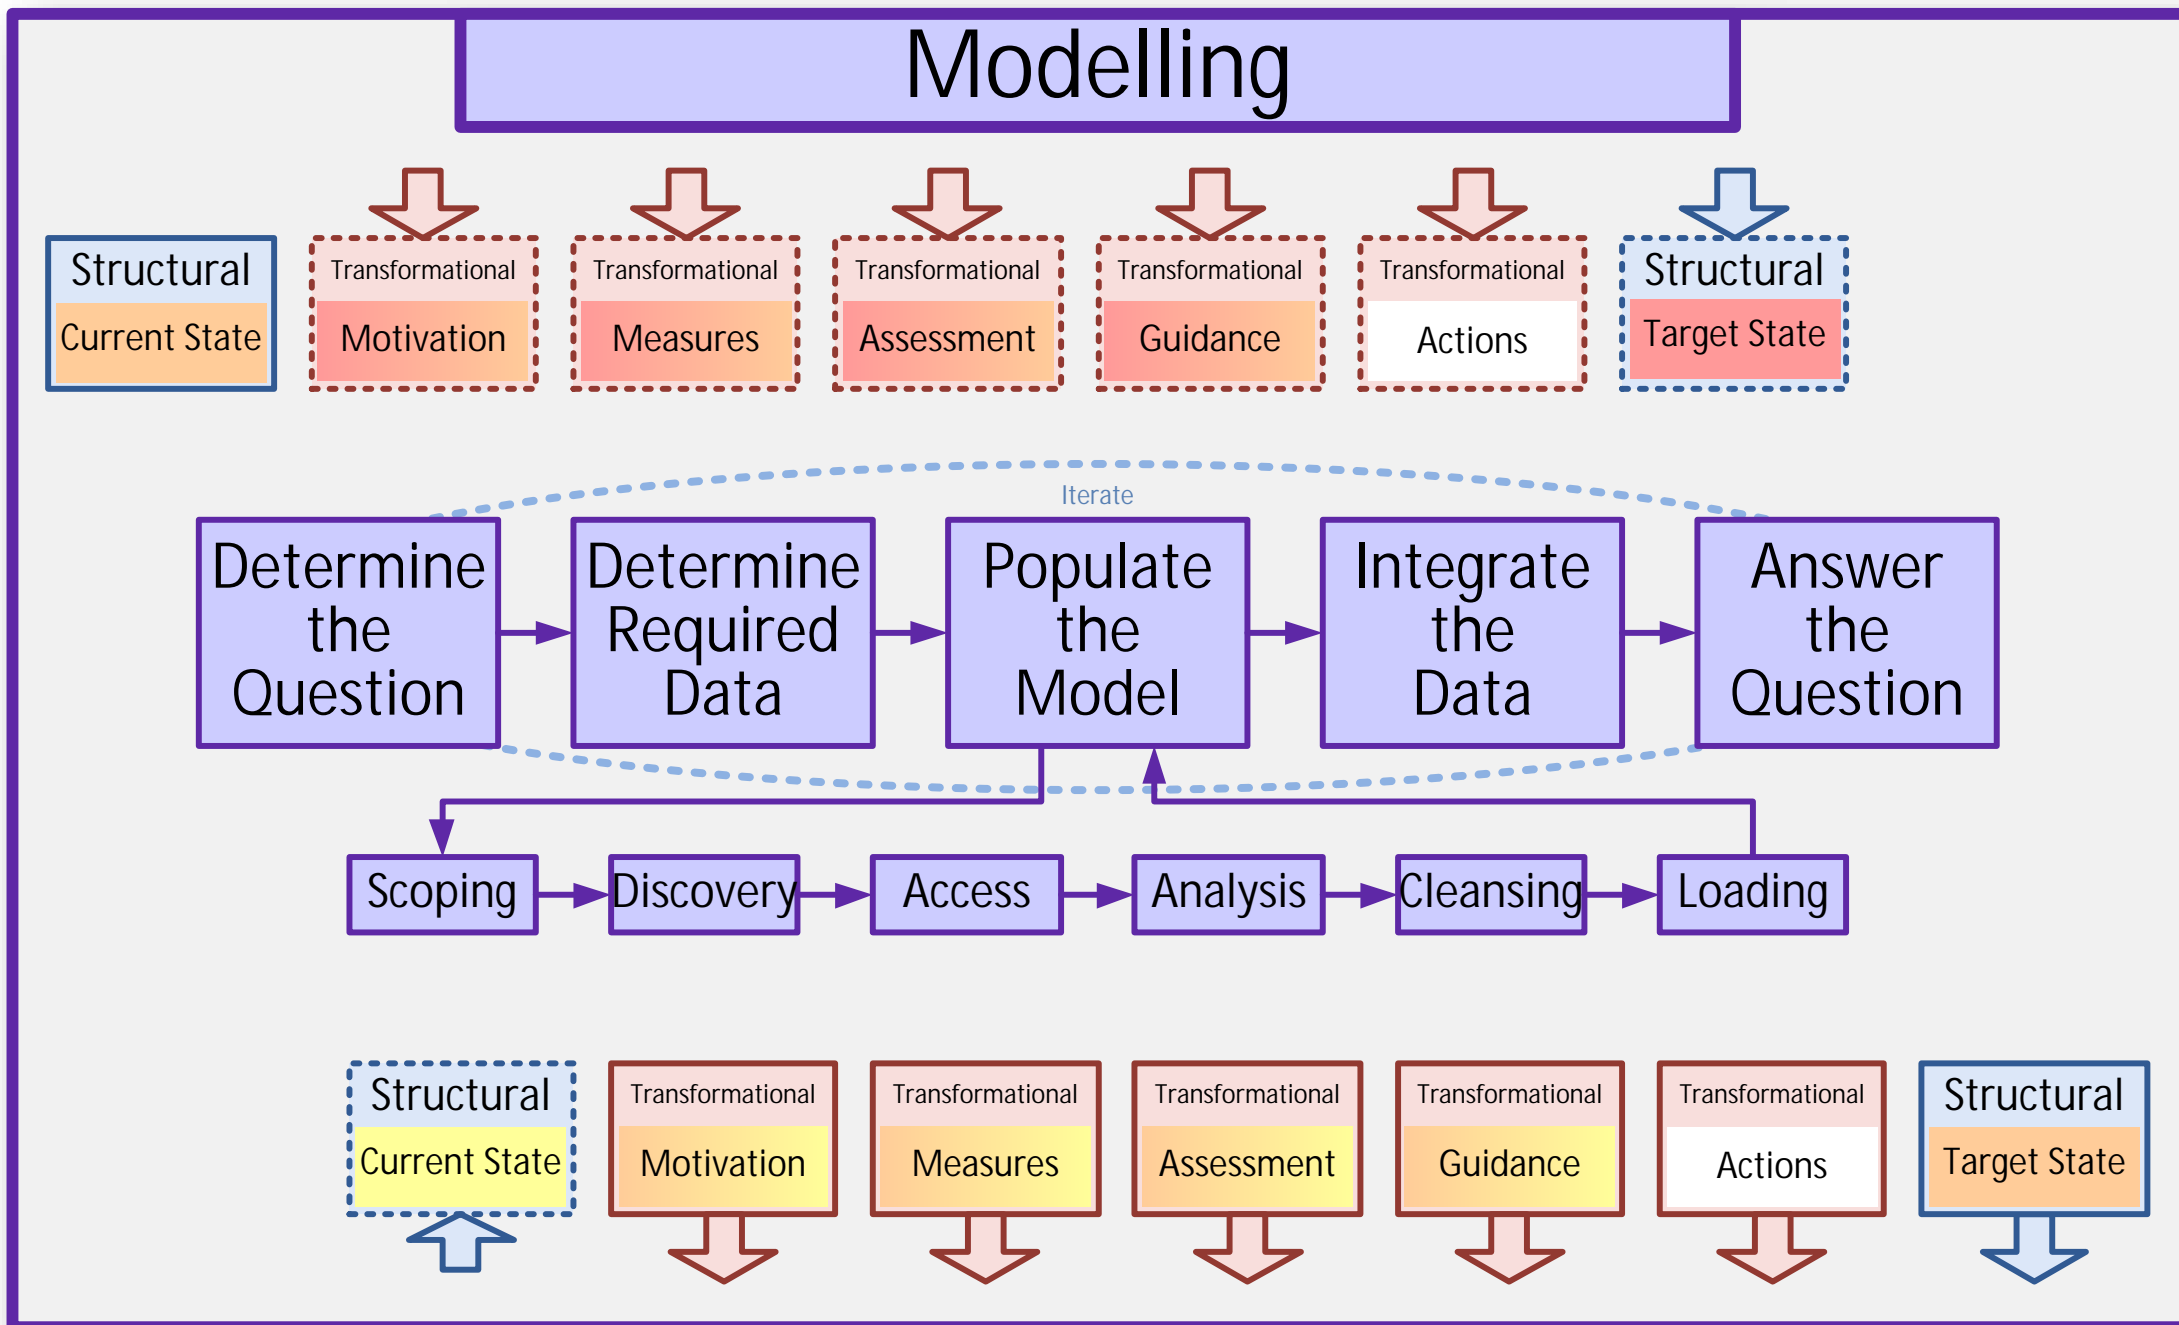 Modelling
Structural
Current State
Transformational
Motivation
Transformational
Measures
Transformational
Assessment
Transformational
Guidance
Transformational
Actions
Structural
Target State
Iterate
Determine
the
Question
Determine
Required
Data
Populate
the
Model
Integrate
the
Data
Answer
the
Question
Scoping
Discovery
Access
Analysis
Cleansing
Loading
Structural
Current State
Transformational
Motivation
Transformational
Measures
Transformational
Assessment
Transformational
Guidance
Transformational
Actions
Structural
Target State